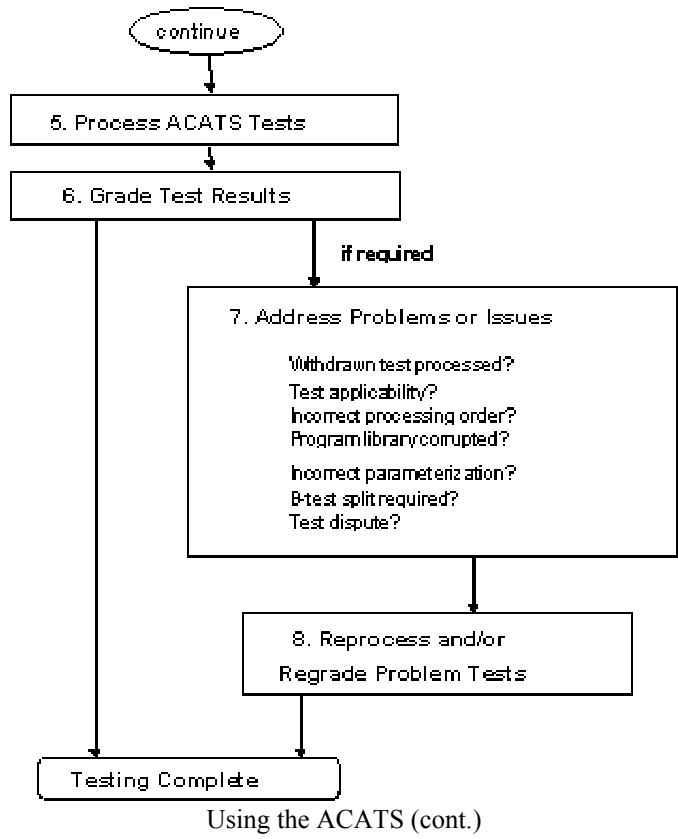 continue
5. Process ACATS Tests
6. Grade Test Results
if required
7. Address Problems or Issues
Withdrawn test processed?
Test applicability?
Incorrect processing order?
Program library corrupted?
Incorrect parameterization?
B-test split required?
Test dispute?
8. Reprocess and/or
Regrade Problem Tests
Testing Complete
Using the ACATS (cont.)